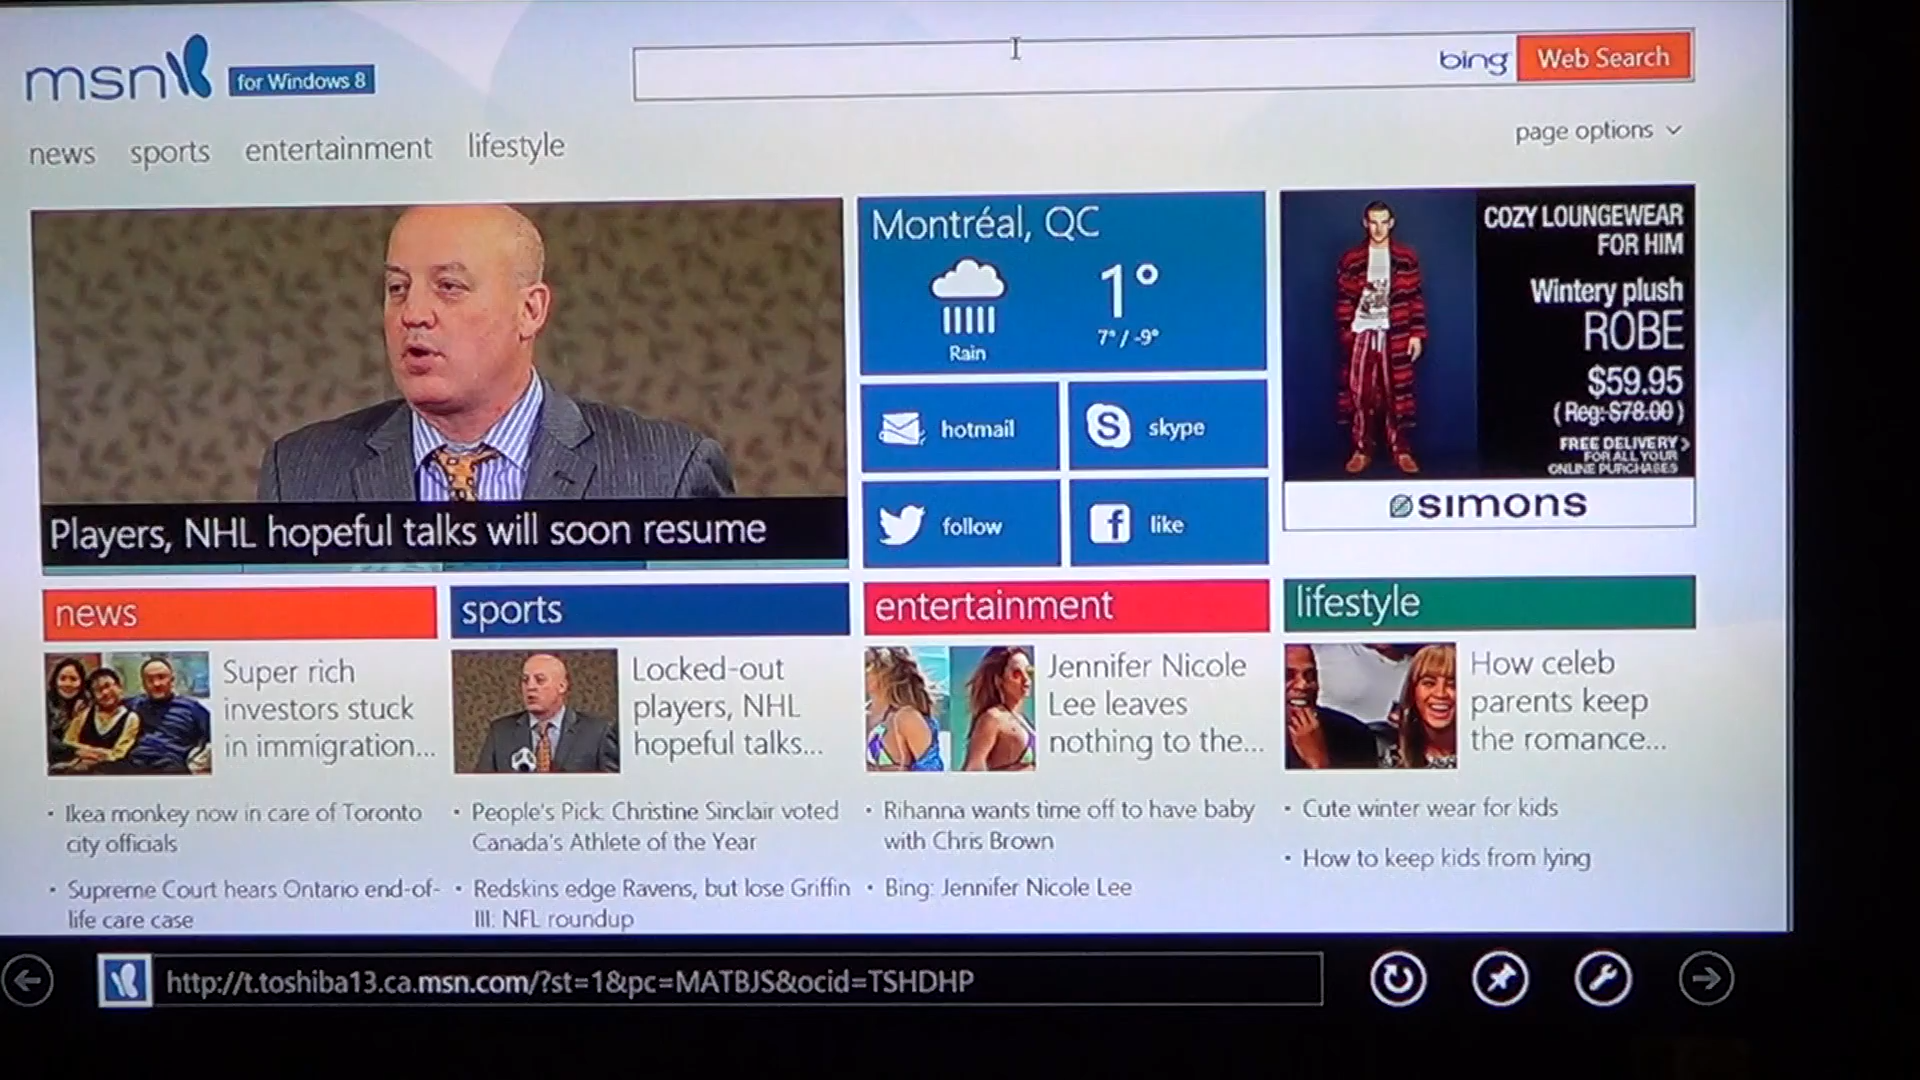 msn for Windows 8
bing Web Search
page options
news sports entertainment lifestyle
Players, NHL hopeful talks will soon resume
Montréal, QC
1°
7° / -9°
Rain
hotmail
skype
follow
like
COZY LOUNGEWEAR
FOR HIM
Wintery plush
ROBE
$59.95
(Reg: $78.00)
FREE DELIVERY >
FOR ALL YOUR
ONLINE PURCHASES
simons
news
Super rich
investors stuck
in immigration...
• Ikea monkey now in care of Toronto
city officials
• Supreme Court hears Ontario end-of-
life care case
sports
Locked-out
players, NHL
hopeful talks...
• People's Pick: Christine Sinclair voted
Canada's Athlete of the Year
• Redskins edge Ravens, but lose Griffin
III: NFL roundup
entertainment
Jennifer Nicole
Lee leaves
nothing to the...
• Rihanna wants time off to have baby
with Chris Brown
• Bing: Jennifer Nicole Lee
lifestyle
How celeb
parents keep
the romance...
• Cute winter wear for kids
• How to keep kids from lying
http://t.toshiba13.ca.msn.com/?st=1&pc=MATBJS&ocid=TSHDHP